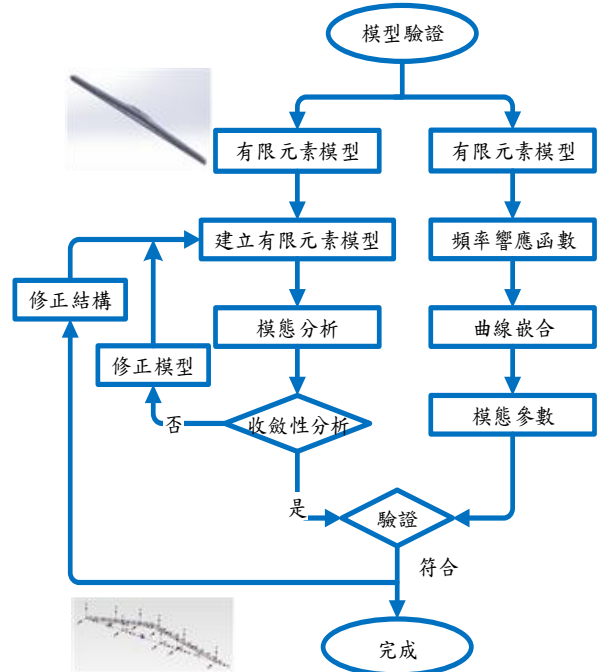 模型驗證
有限元素模型
有限元素模型
建立有限元素模型
頻率響應函數
修正結構
模態分析
曲線嵌合
修正模型
否
收斂性分析
模態參數
是
驗證
符合
完成